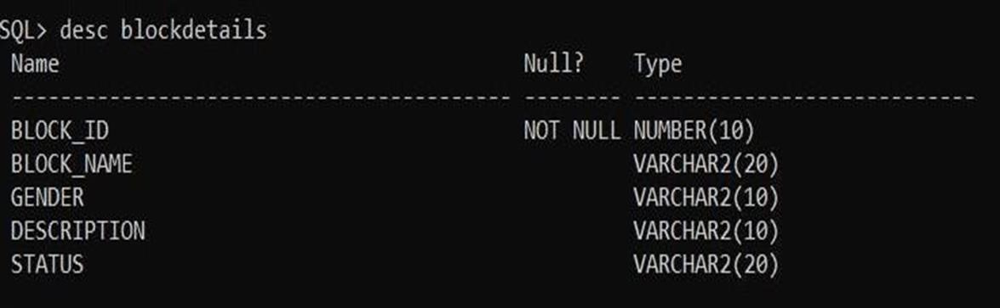 SQL> desc blockdetails
Name Null? Type
----------------------------------------- -------- ----------------------------
BLOCK_ID NOT NULL NUMBER(10)
BLOCK_NAME VARCHAR2(20)
GENDER VARCHAR2(10)
DESCRIPTION VARCHAR2(10)
STATUS VARCHAR2(20)